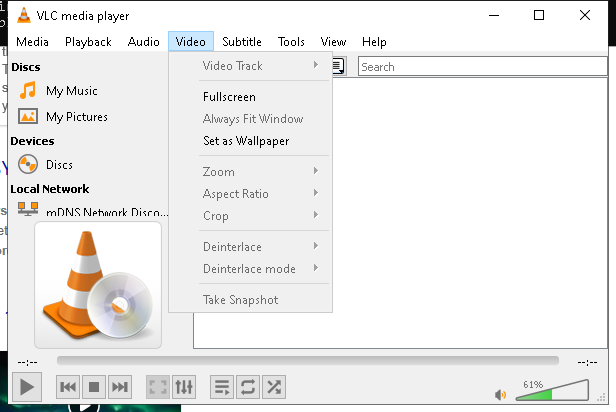 VLC media player
Media Playback Audio Video Subtitle Tools View Help
Discs
My Music
My Pictures
Devices
Discs
Local Network
mDNS Network Disco...
Video Track
Fullscreen
Always Fit Window
Set as Wallpaper
Zoom
Aspect Ratio
Crop
Deinterlace
Deinterlace mode
Take Snapshot
Search
--:-- --:--
61%